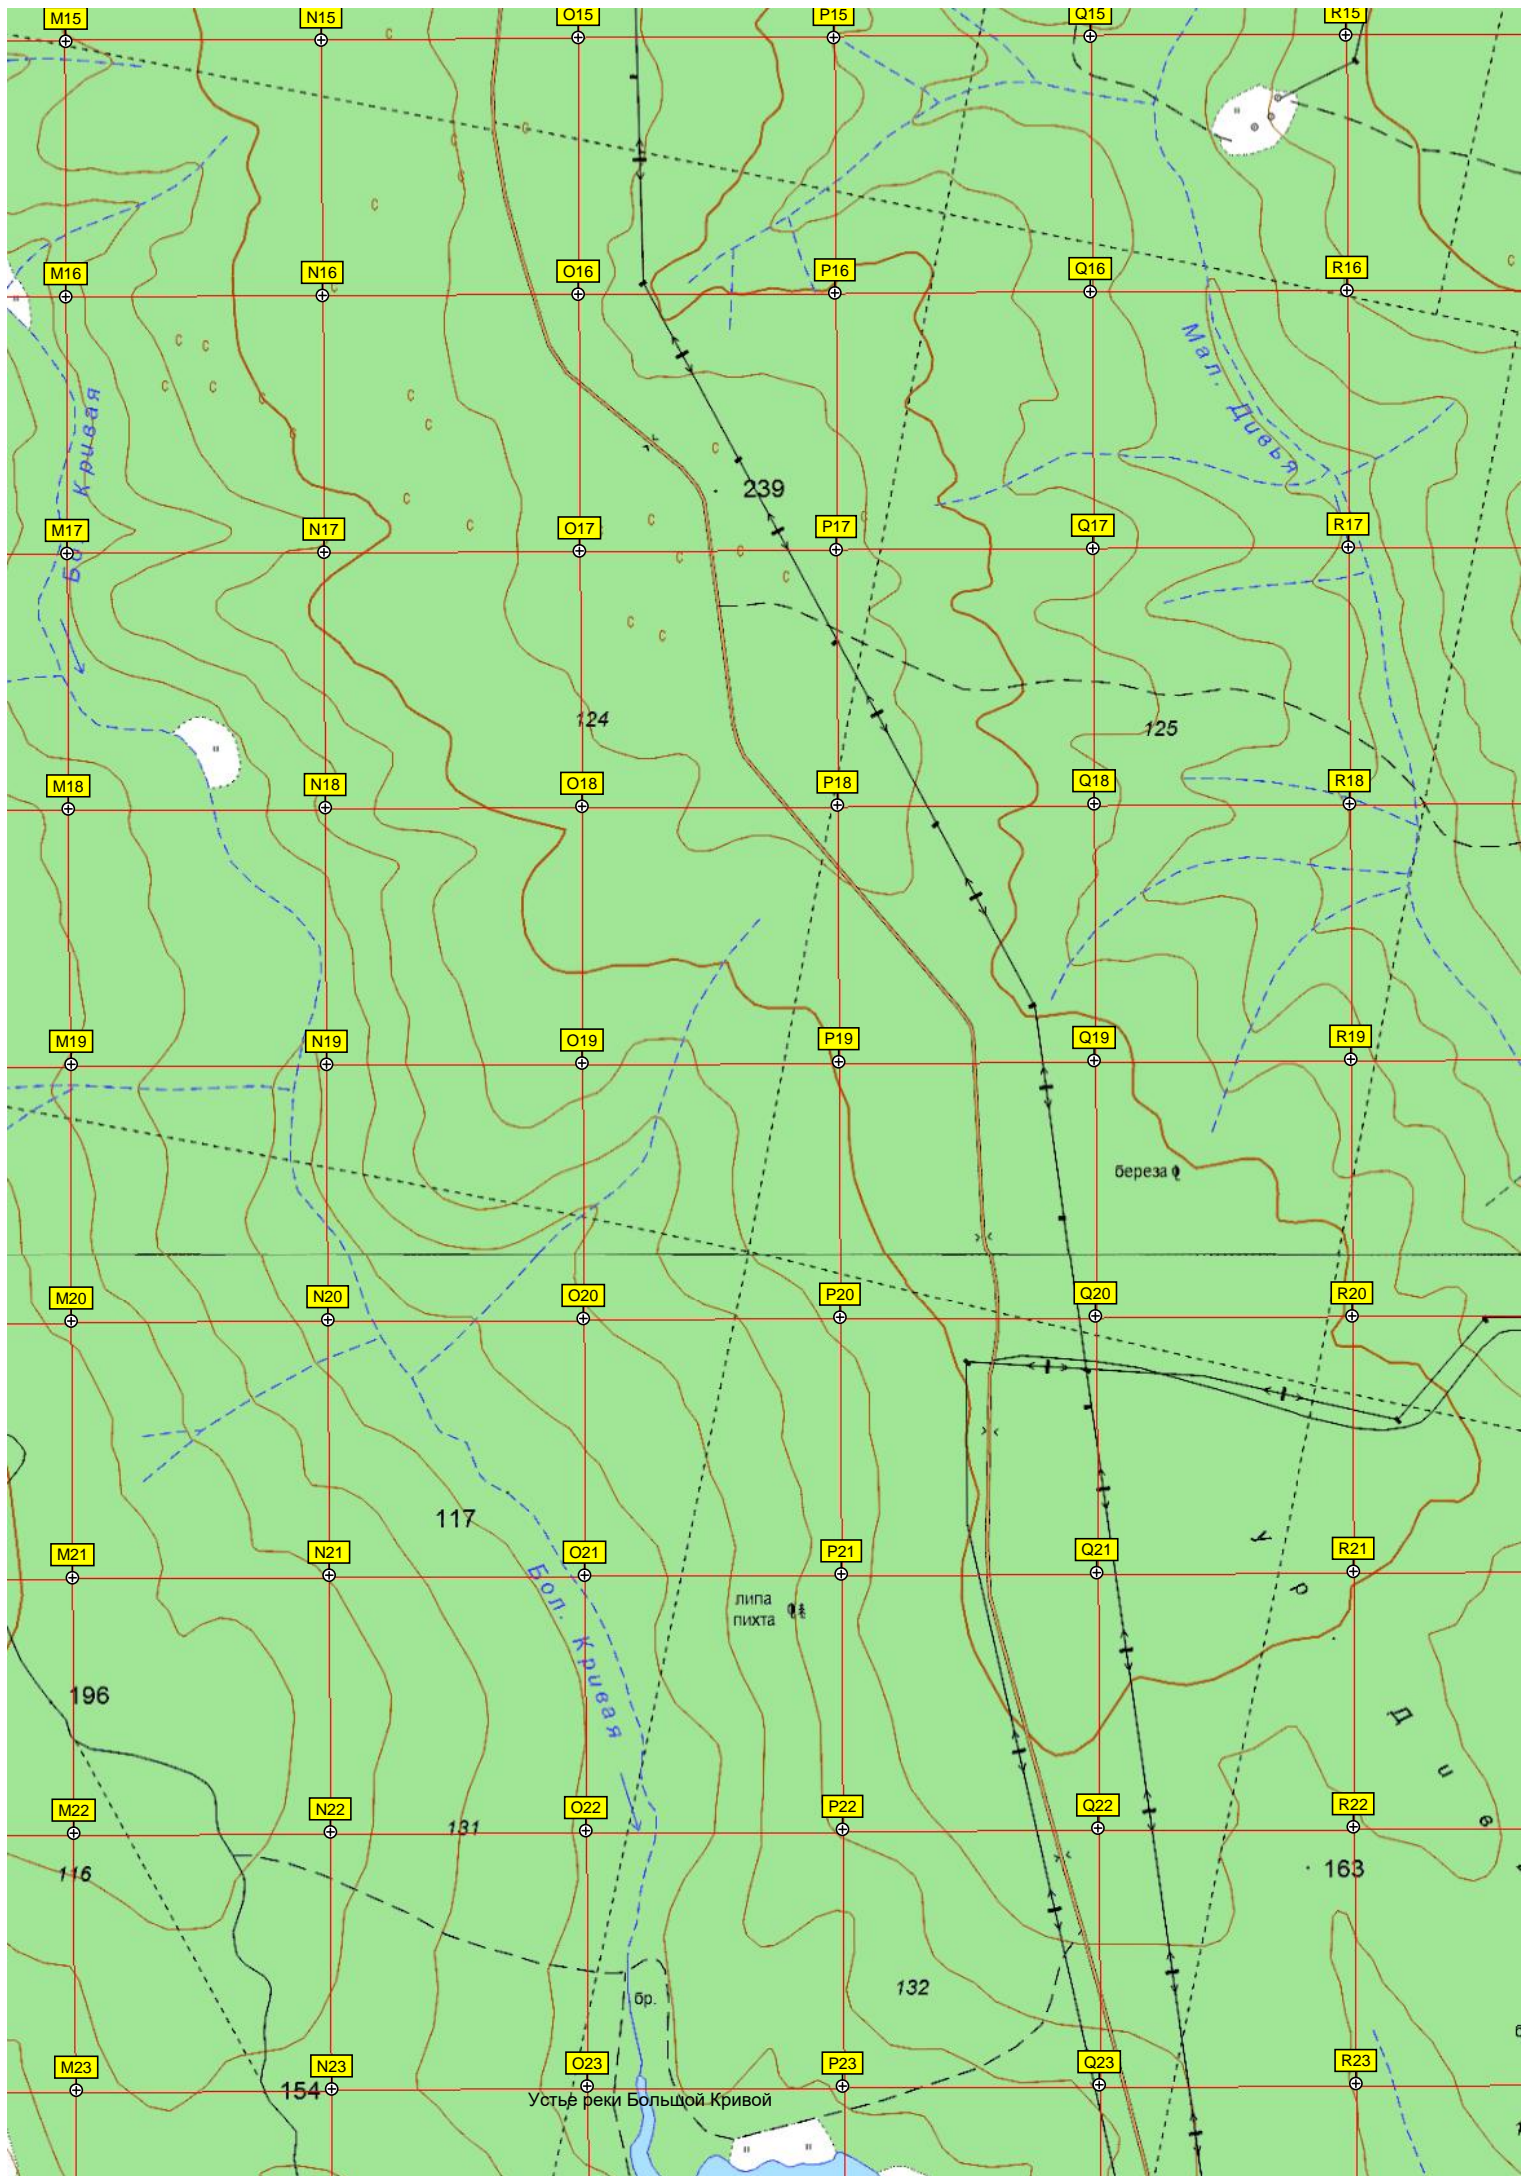 M15 N15 O15 P15 Q15 R15
M16 N16 O16 P16 Q16 R16
Мал. Дивья
Бол. Кривая
239
M17 N17 O17 P17 Q17 R17
124
125
M18 N18 O18 P18 Q18 R18
M19 N19 O19 P19 Q19 R19
береза
M20 N20 O20 P20 Q20 R20
117
M21 N21 O21 P21 Q21 R21
Бол. Кривая
липа
пихта
ур
Див
196
M22 N22 O22 P22 Q22 R22
131
116
163
132
бр.
M23 N23 O23 P23 Q23 R23
154
Устье реки Большой Кривой